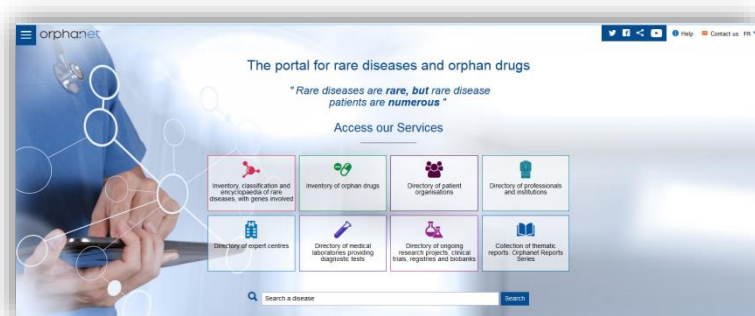 orphanet
Help
Contact us
FR
The portal for rare diseases and orphan drugs
" Rare diseases are rare, but rare disease
patients are numerous "
Access our Services
Inventory, classification and
encyclopaedia of rare
diseases, with genes involved
Inventory of orphan drugs
Directory of patient
organisations
Directory of professionals
and institutions
Directory of expert centres
Directory of medical
laboratories providing
diagnostic tests
Directory of ongoing
research projects, clinical
trials, registries and biobanks
Collection of thematic
reports: Orphanet Reports
Series
Search a disease
Search